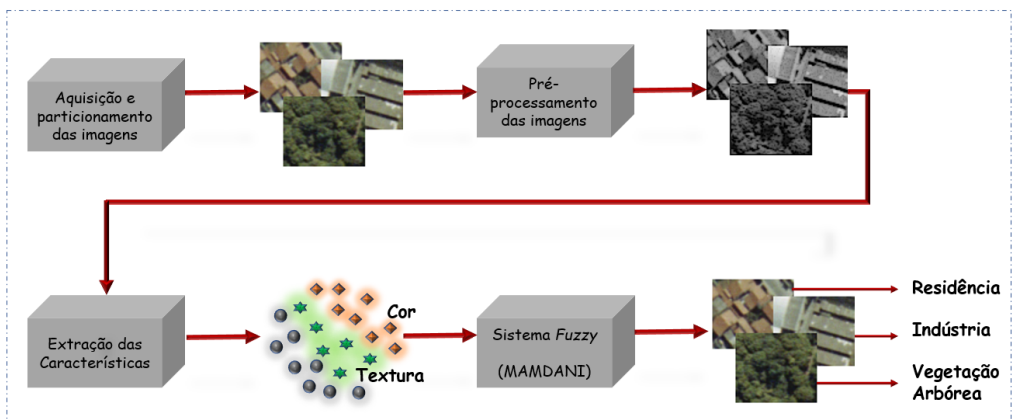 Aquisição e
particionamento
das imagens
Pré-
processamento
das imagens
Extração das
Características
Cor
Textura
Sistema Fuzzy
(MAMDANI)
Residência
Indústria
Vegetação
Arbórea